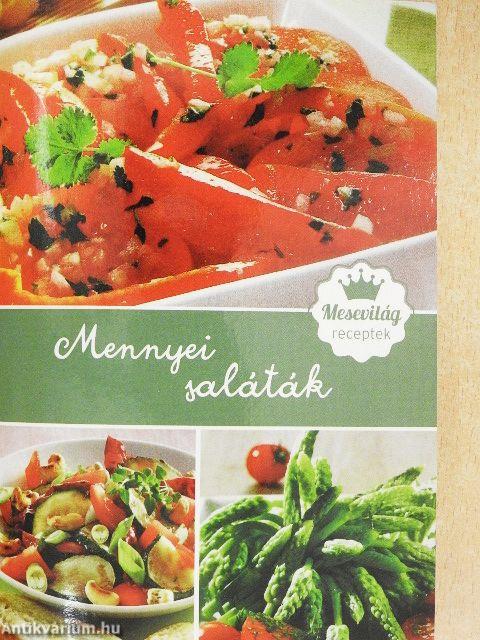 Mesevilág
receptek
Mennyei
saláták
Antikvarium.hu